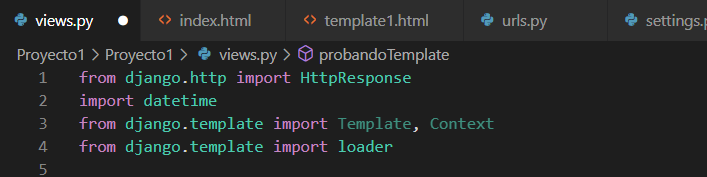 views.py index.html template1.html urls.py settings.p
Proyecto1 > Proyecto1 > views.py > probandoTemplate
1 from django.http import HttpResponse
2 import datetime
3 from django.template import Template, Context
4 from django.template import loader
5